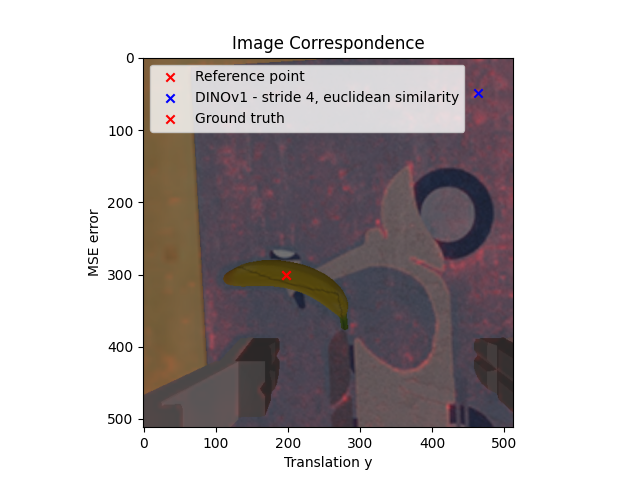 Image Correspondence
Reference point
DINOv1 - stride 4, euclidean similarity
Ground truth
MSE error
0
100
200
300
400
500
0 100 200 300 400 500
Translation y